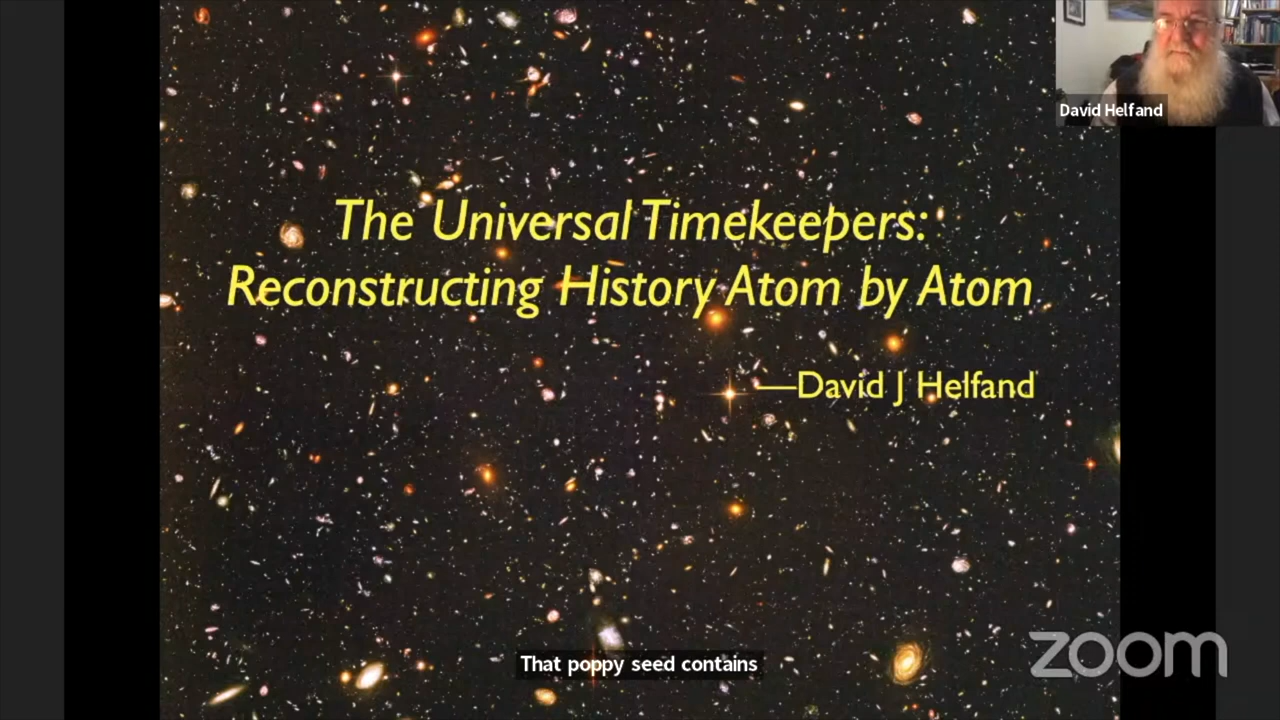 David Helfand
The Universal Timekeepers:
Reconstructing History Atom by Atom
—David J Helfand
zoom
That poppy seed contains